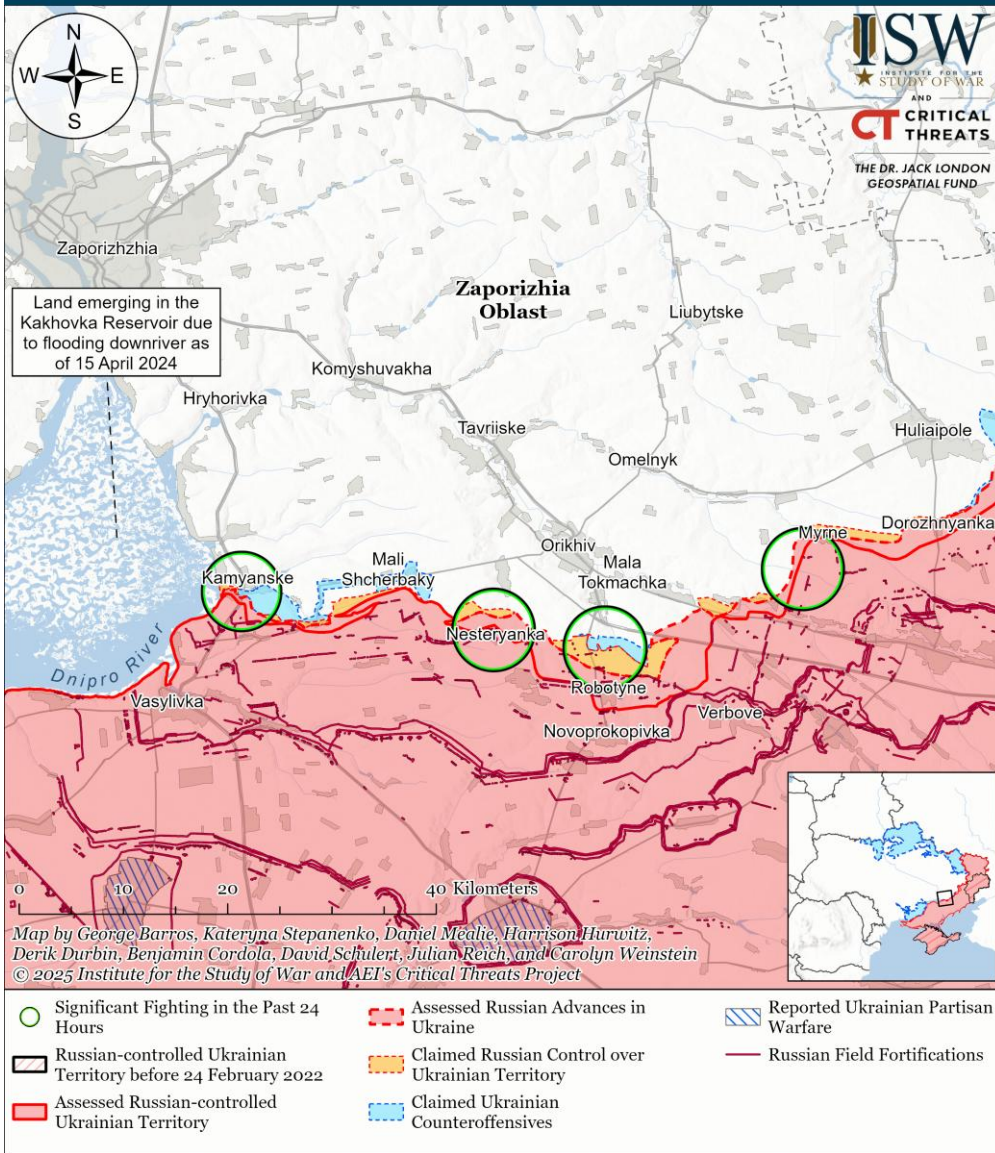 N
W E
S
ISW
INSTITUTE FOR THE
STUDY OF WAR
AND
CT CRITICAL
THREATS
THE DR. JACK LONDON
GEOSPATIAL FUND
Zaporizhzhia
Land emerging in the
Kakhovka Reservoir due
to flooding downriver as
of 15 April 2024
Zaporizhia
Oblast
Liubytske
Komyshuvakha
Hryhorivka
Tavriiske
Huliaipole
Omelnyk
Dorozhnyanka
Myrne
Orikhiv
Mali
Shcherbaky
Mala
Tokmachka
Kamyanske
Nesteryanka
Dnipro River
Robotyne
Vasylivka
Verbove
Novoprokopivka
0 10 20 40 Kilometers
Map by George Barros, Kateryna Stepanenko, Daniel Mealie, Harrison Hurwitz,
Derik Durbin, Benjamin Cordola, David Schulert, Julian Reich, and Carolyn Weinstein
© 2025 Institute for the Study of War and AEI's Critical Threats Project
Significant Fighting in the Past 24
Hours
Russian-controlled Ukrainian
Territory before 24 February 2022
Assessed Russian-controlled
Ukrainian Territory
Assessed Russian Advances in
Ukraine
Claimed Russian Control over
Ukrainian Territory
Claimed Ukrainian
Counteroffensives
Reported Ukrainian Partisan
Warfare
Russian Field Fortifications